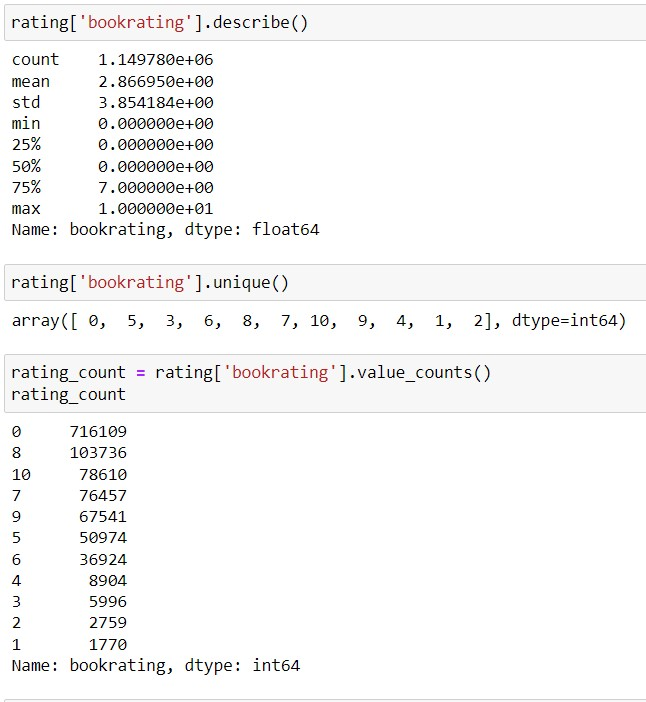 rating['bookrating'].describe()
count    1.149780e+06
mean     2.866950e+00
std      3.854184e+00
min      0.000000e+00
25%      0.000000e+00
50%      0.000000e+00
75%      7.000000e+00
max      1.000000e+01
Name: bookrating, dtype: float64
rating['bookrating'].unique()
array([ 0,  5,  3,  6,  8,  7, 10,  9,  4,  1,  2], dtype=int64)
rating_count = rating['bookrating'].value_counts()
rating_count
0     716109
8     103736
10     78610
7      76457
9      67541
5      50974
6      36924
4       8904
3       5996
2       2759
1       1770
Name: bookrating, dtype: int64